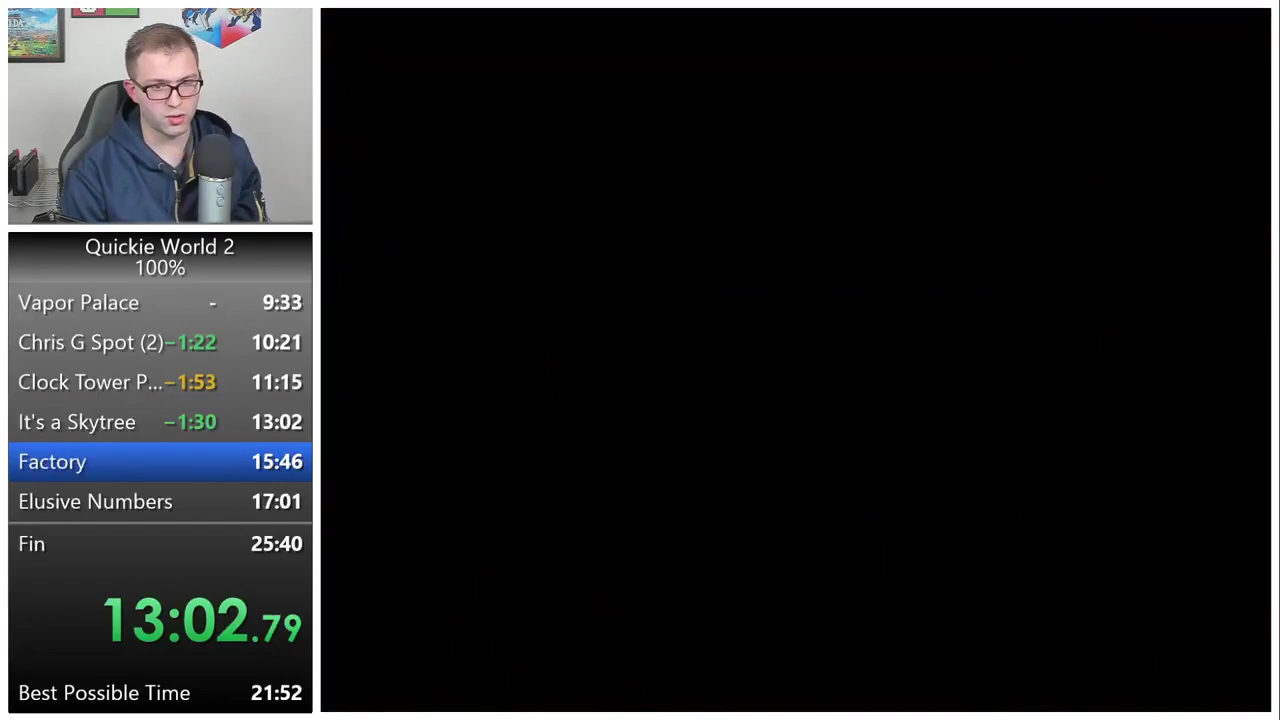 Quickie World 2
100%
Vapor Palace - 9:33
Chris G Spot (2) −1:22 10:21
Clock Tower P... −1:53 11:15
It's a Skytree −1:30 13:02
Factory 15:46
Elusive Numbers 17:01
Fin 25:40
13:02.79
Best Possible Time 21:52